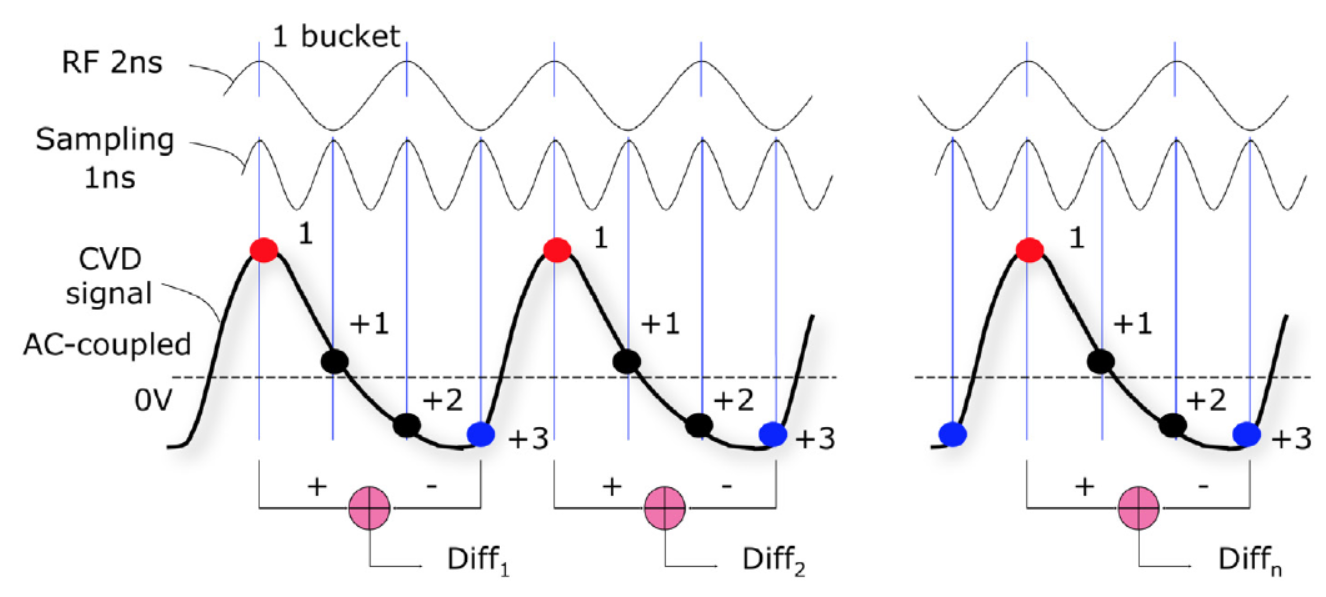 1 bucket
RF 2ns
Sampling
1ns
1
1
1
CVD
signal
AC-coupled
+1
+1
+1
0V
+2
+2
+2
+3
+3
+3
+ -
+ -
+ -
Diff₁
Diff₂
Diffₙ